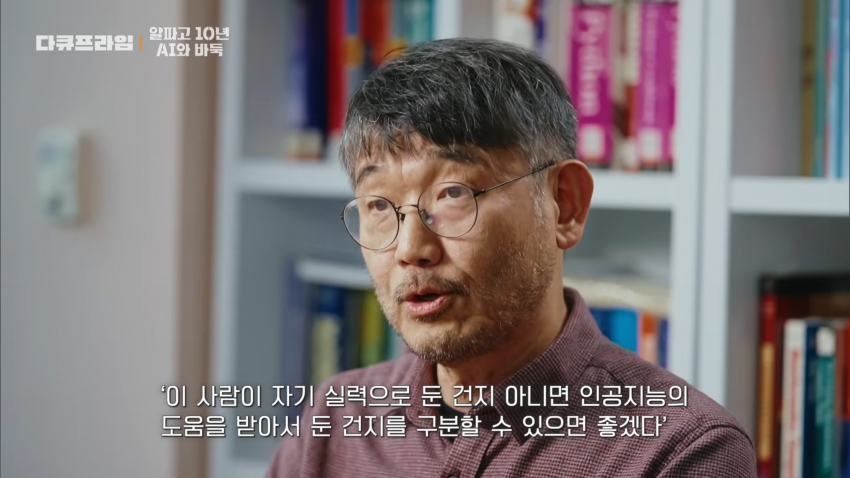 다큐프라임
알파고 10년
AI와 바둑
Python
'이 사람이 자기 실력으로 둔 건지 아니면 인공지능의
도움을 받아서 둔 건지를 구분할 수 있으면 좋겠다'